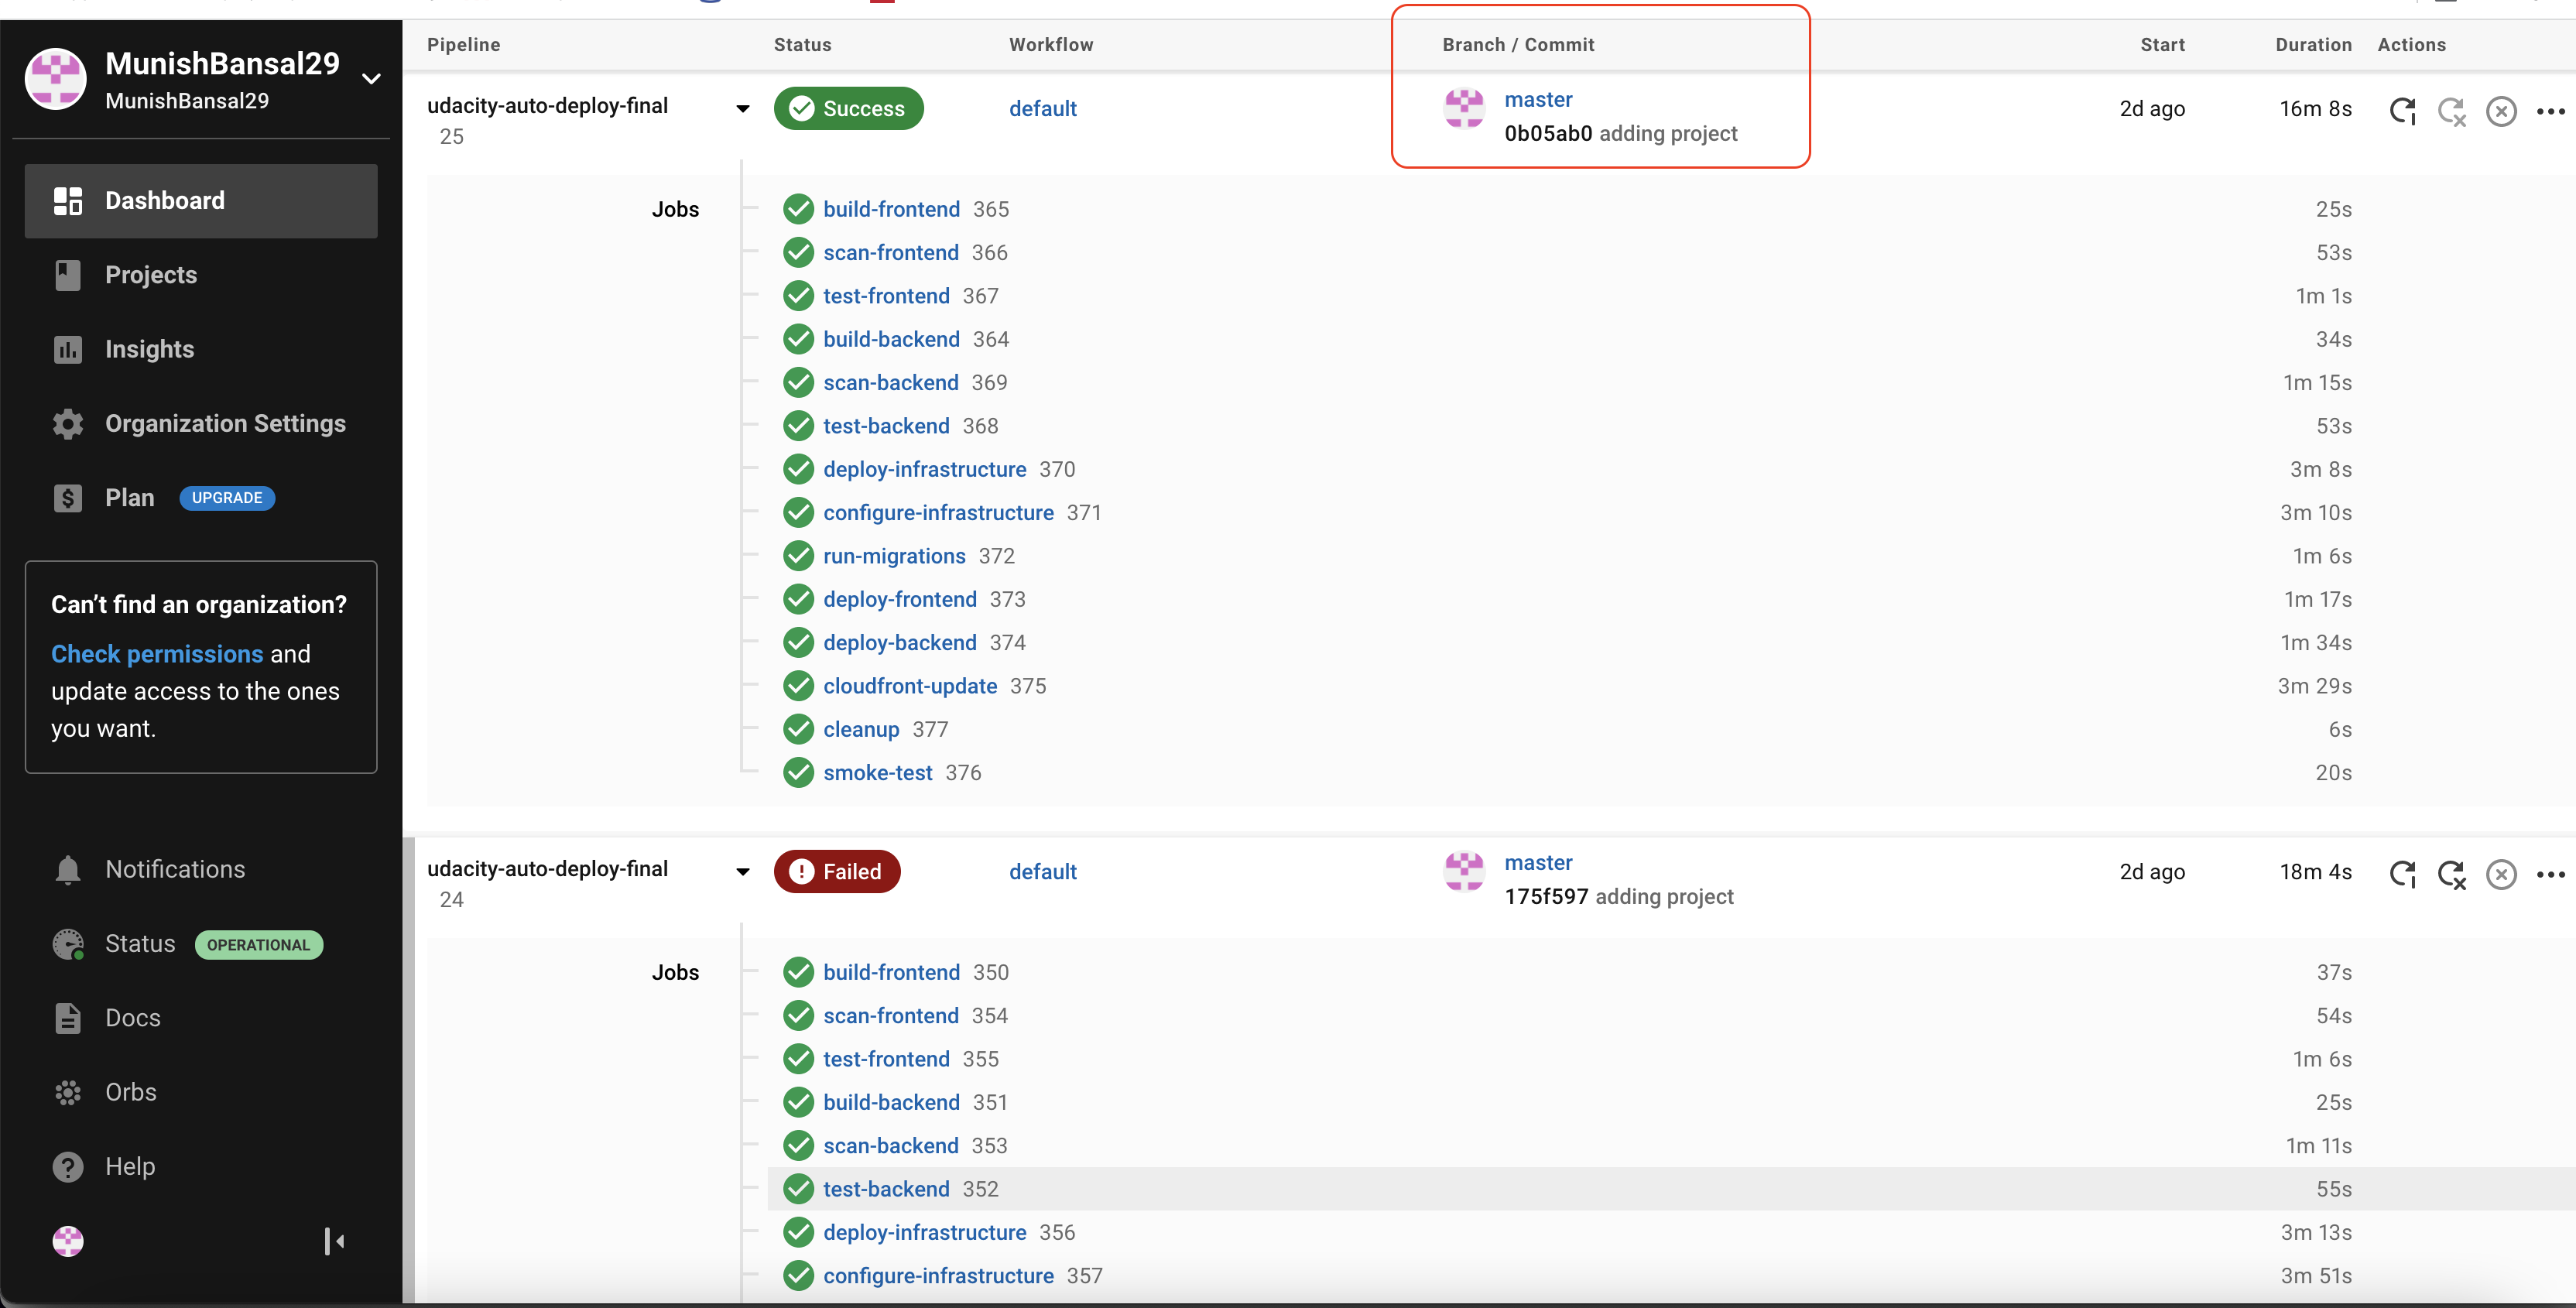 MunishBansal29
MunishBansal29
Dashboard
Projects
Insights
Organization Settings
Plan UPGRADE
Can't find an organization?
Check permissions and
update access to the ones
you want.
Notifications
Status OPERATIONAL
Docs
Orbs
Help
Pipeline Status Workflow Branch / Commit Start Duration Actions
udacity-auto-deploy-final Success default master 2d ago 16m 8s
25 0b05ab0 adding project
Jobs build-frontend 365 25s
scan-frontend 366 53s
test-frontend 367 1m 1s
build-backend 364 34s
scan-backend 369 1m 15s
test-backend 368 53s
deploy-infrastructure 370 3m 8s
configure-infrastructure 371 3m 10s
run-migrations 372 1m 6s
deploy-frontend 373 1m 17s
deploy-backend 374 1m 34s
cloudfront-update 375 3m 29s
cleanup 377 6s
smoke-test 376 20s
udacity-auto-deploy-final Failed default master 2d ago 18m 4s
24 175f597 adding project
Jobs build-frontend 350 37s
scan-frontend 354 54s
test-frontend 355 1m 6s
build-backend 351 25s
scan-backend 353 1m 11s
test-backend 352 55s
deploy-infrastructure 356 3m 13s
configure-infrastructure 357 3m 51s